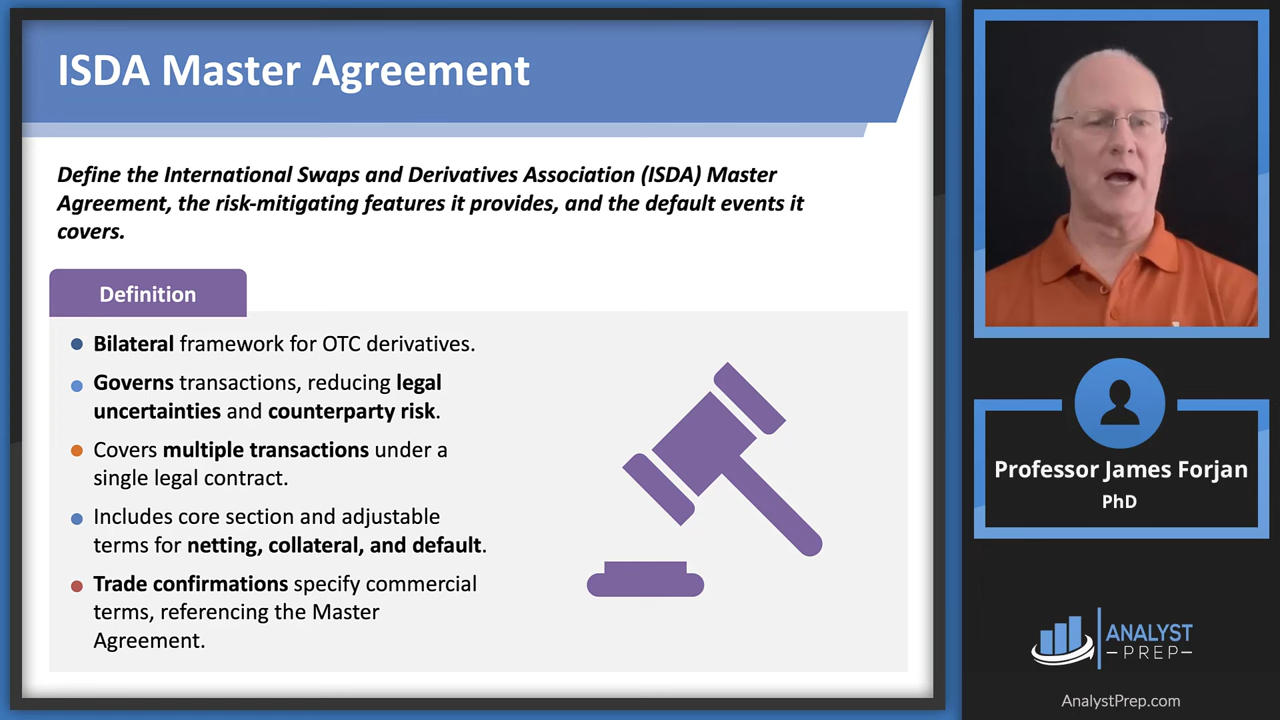 ISDA Master Agreement
Define the International Swaps and Derivatives Association (ISDA) Master
Agreement, the risk-mitigating features it provides, and the default events it
covers.
Definition
Bilateral framework for OTC derivatives.
Governs transactions, reducing legal
uncertainties and counterparty risk.
Covers multiple transactions under a
single legal contract.
Includes core section and adjustable
terms for netting, collateral, and default.
Trade confirmations specify commercial
terms, referencing the Master
Agreement.
Professor James Forjan
PhD
ANALYST
PREP
AnalystPrep.com